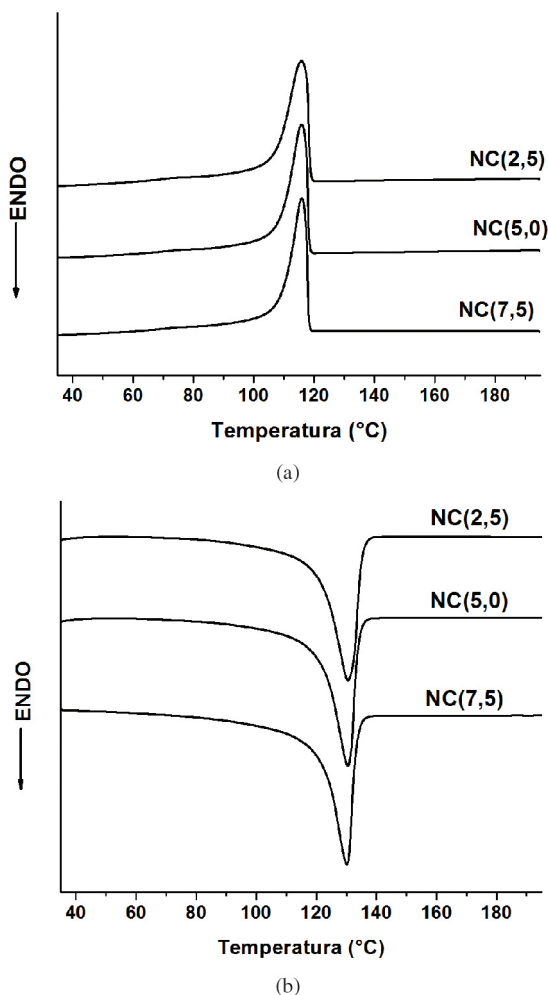 ENDO
NC(2,5)
NC(5,0)
NC(7,5)
40 60 80 100 120 140 160 180
Temperatura (°C)
(a)
ENDO
NC(2,5)
NC(5,0)
NC(7,5)
40 60 80 100 120 140 160 180
Temperatura (°C)
(b)